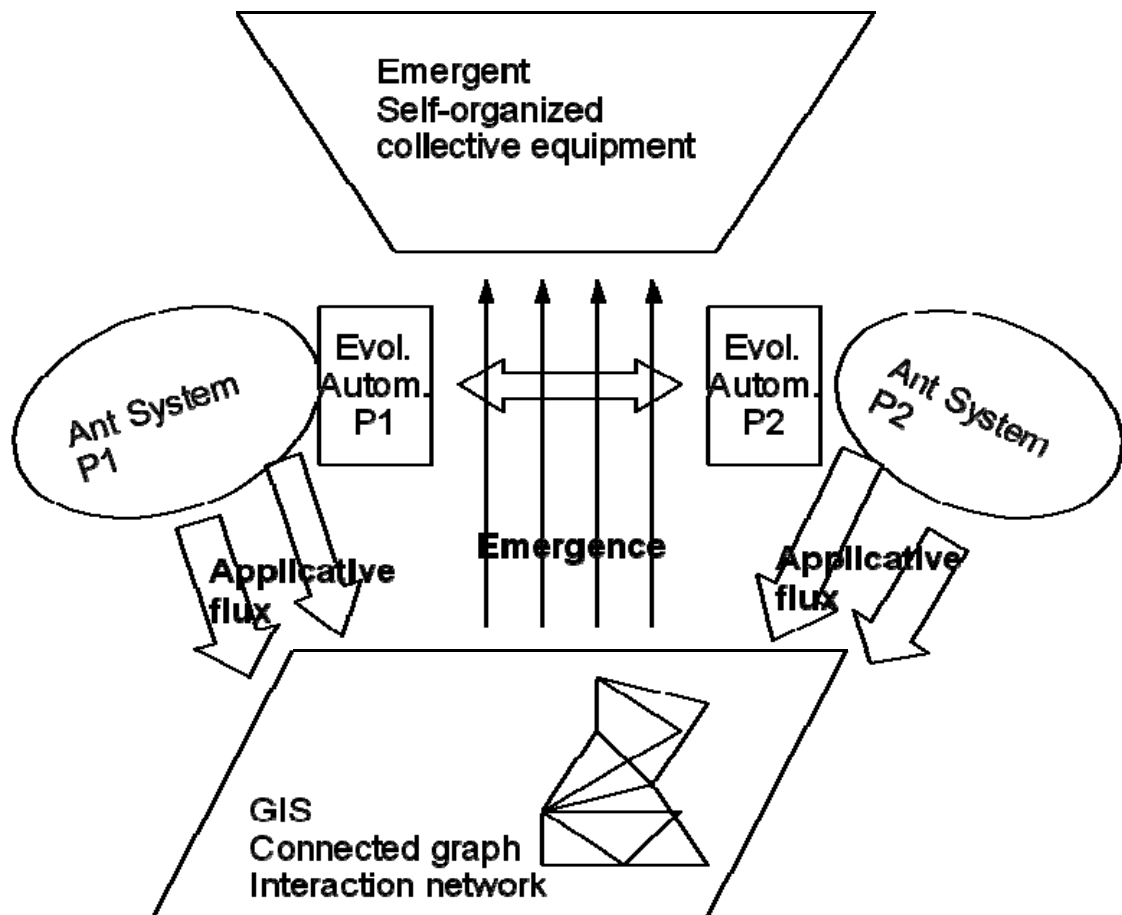 Emergent
Self-organized
collective equipment
Ant System
P1
Evol.
Autom.
P1
Evol.
Autom.
P2
Ant System
P2
Applicative
flux
Emergence
Applicative
flux
GIS
Connected graph
Interaction network